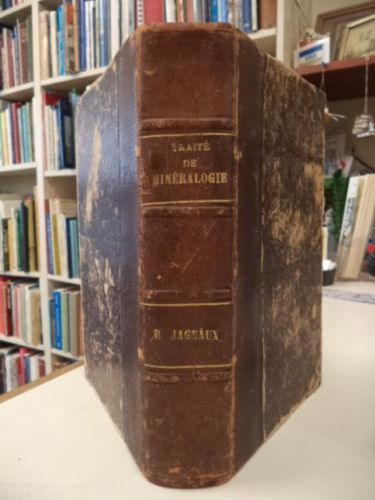 TRAITÉ
DE
MINÉRALOGIE
R. JAGNAUX